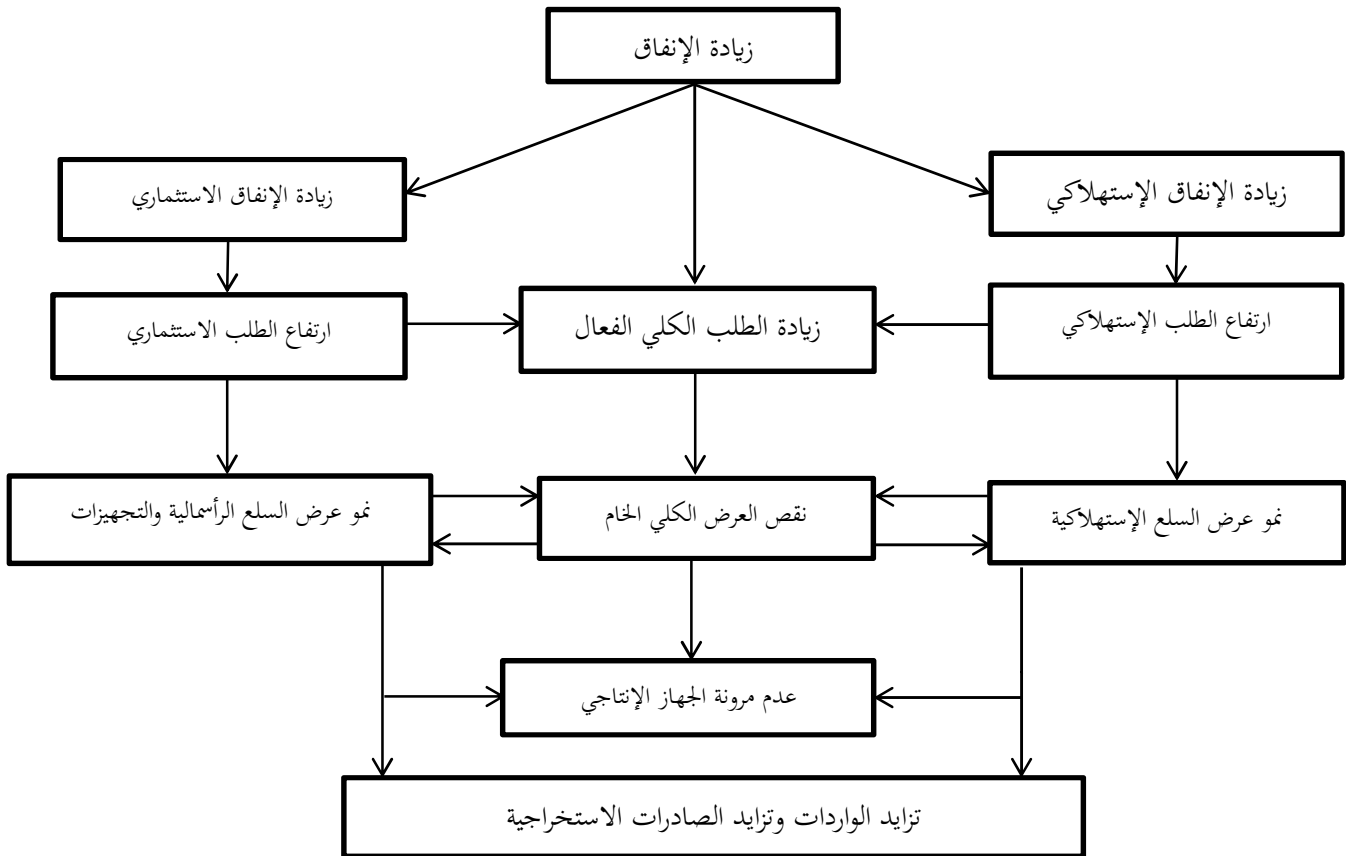 زيادة الإنفاق
زيادة الإنفاق الإستهلاكي
زيادة الإنفاق الاستثماري
ارتفاع الطلب الإستهلاكي
زيادة الطلب الكلي الفعال
ارتفاع الطلب الاستثماري
نمو عرض السلع الإستهلاكية
نقص العرض الكلي الخام
نمو عرض السلع الرأسمالية والتجهيزات
عدم مرونة الجهاز الإنتاجي
تزايد الواردات وتزايد الصادرات الاستخراجية